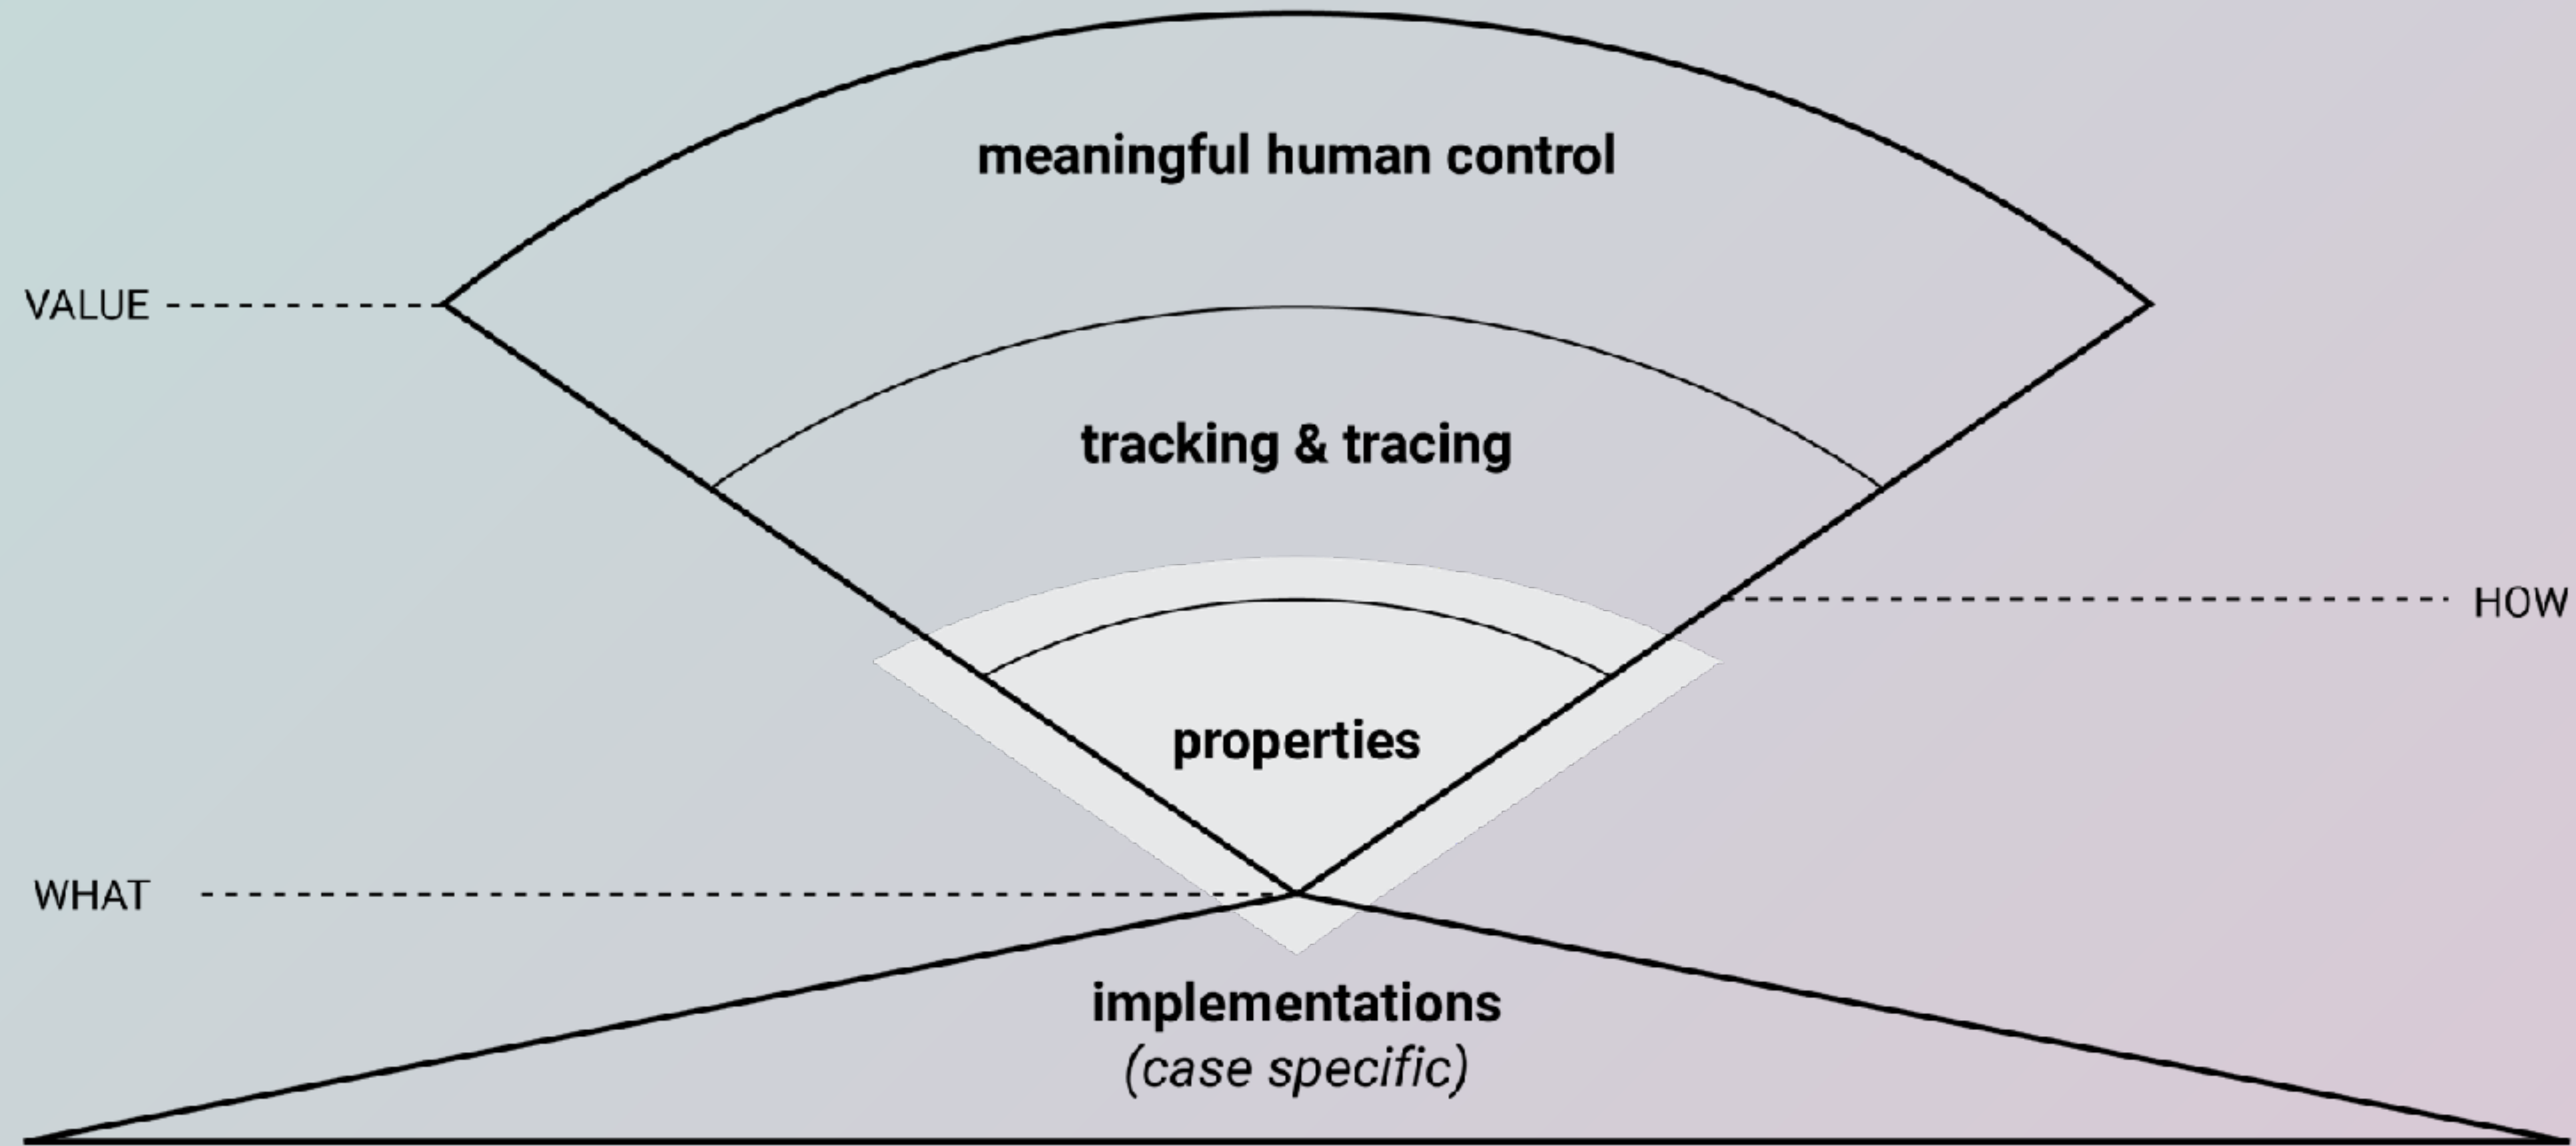 meaningful human control
VALUE
tracking & tracing
HOW
properties
WHAT
implementations
(case specific)